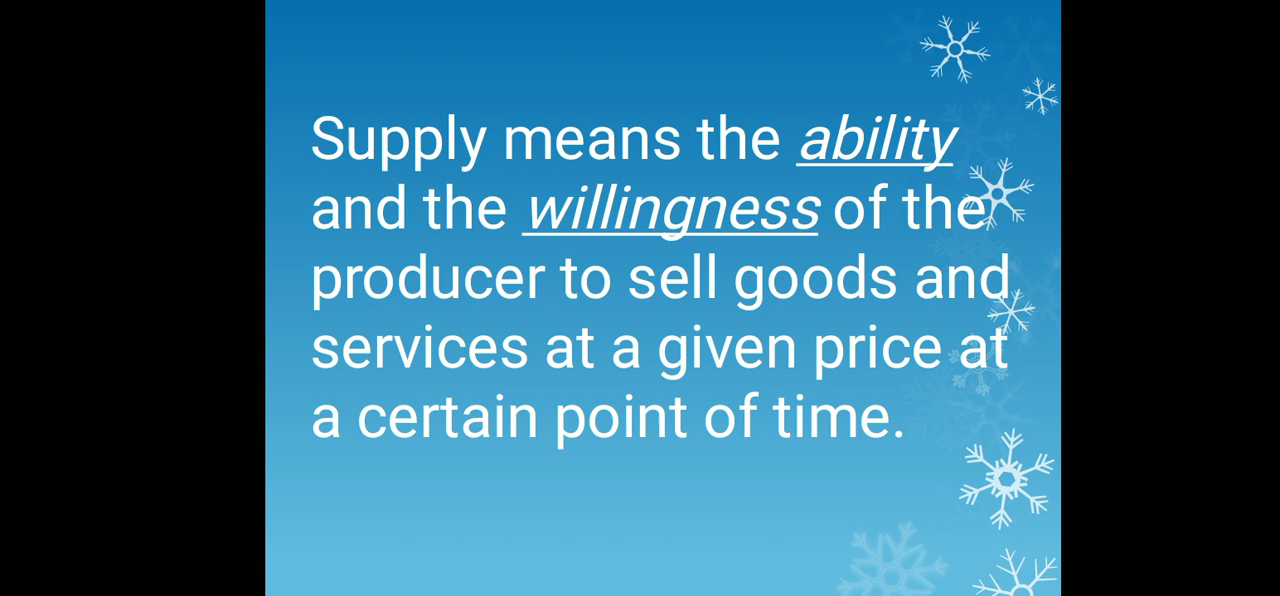 Supply means the ability
and the willingness of the
producer to sell goods and
services at a given price at
a certain point of time.